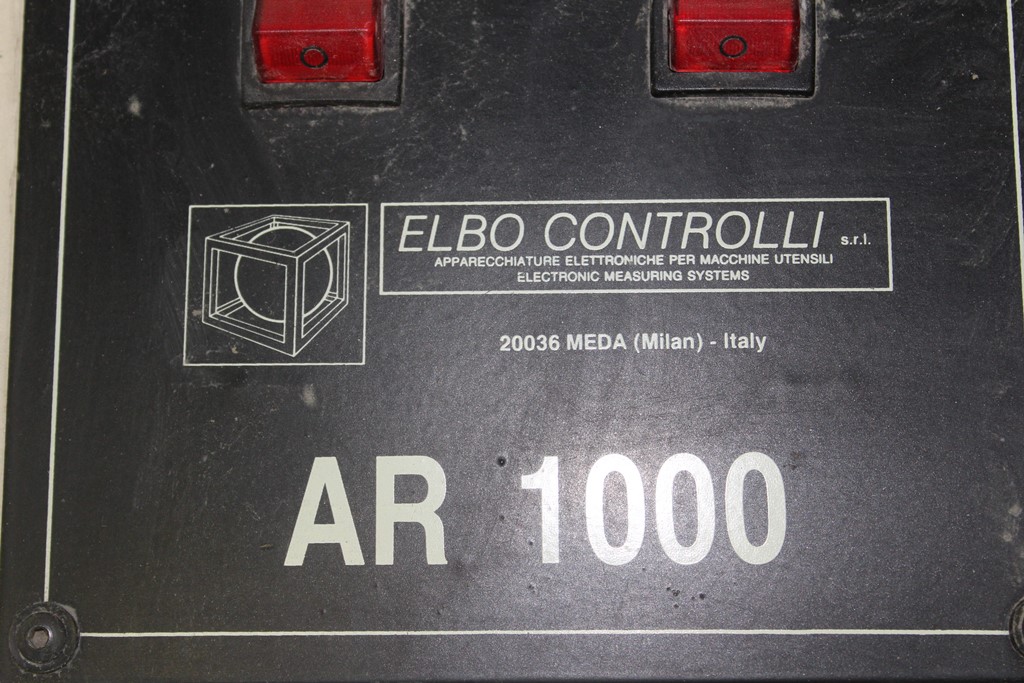 ELBO CONTROLLI s.r.l.
APPARECCHIATURE ELETTRONICHE PER MACCHINE UTENSILI
ELECTRONIC MEASURING SYSTEMS
20036 MEDA (Milan) - Italy
AR 1000